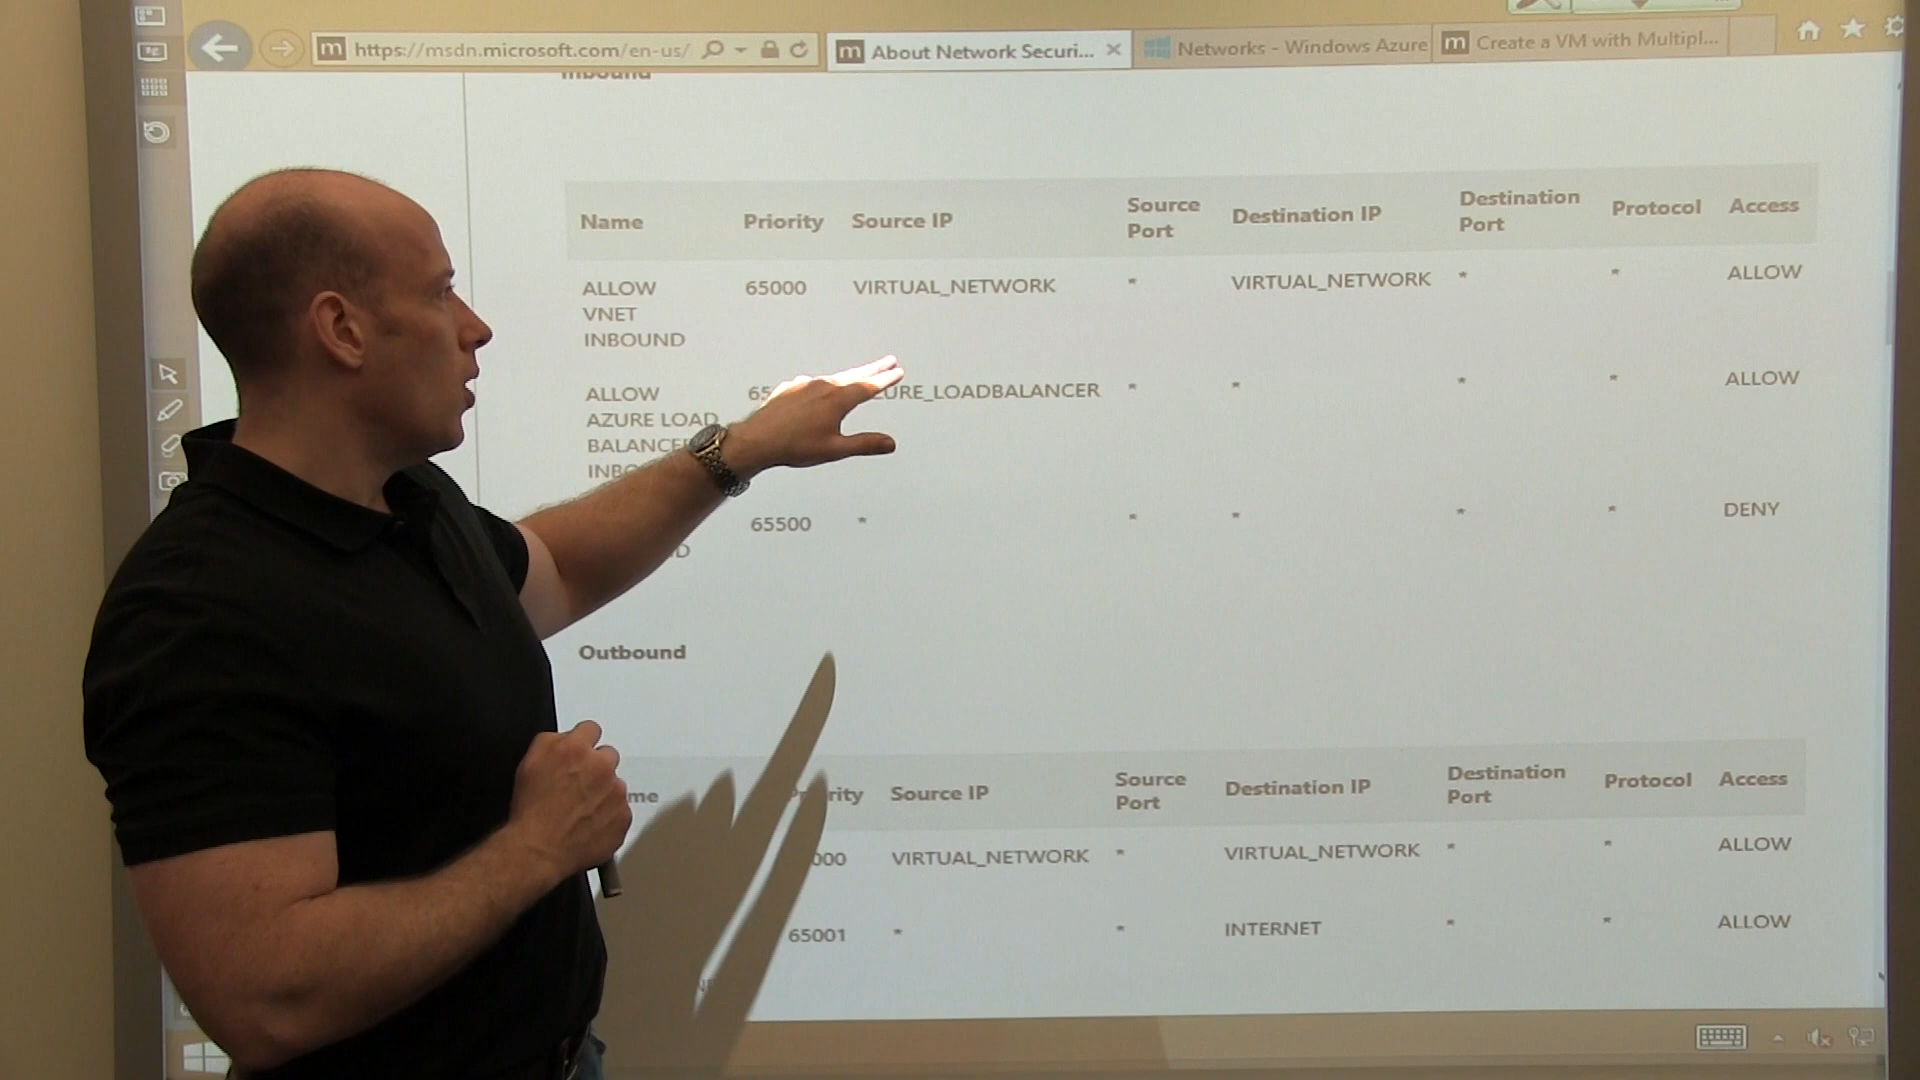 m https://msdn.microsoft.com/en-us/
m About Network Securi... ×
Networks - Windows Azure
m Create a VM with Multipl...
Inbound
Name Priority Source IP Source Port Destination IP Destination Port Protocol Access
ALLOW 65000 VIRTUAL_NETWORK * VIRTUAL_NETWORK * * ALLOW
VNET
INBOUND
ALLOW * * * * ALLOW
AZURE LOAD
65500 * * * * * DENY
Outbound
Source IP Source Port Destination IP Destination Port Protocol Access
VIRTUAL_NETWORK * VIRTUAL_NETWORK * * ALLOW
65001 * * INTERNET * * ALLOW